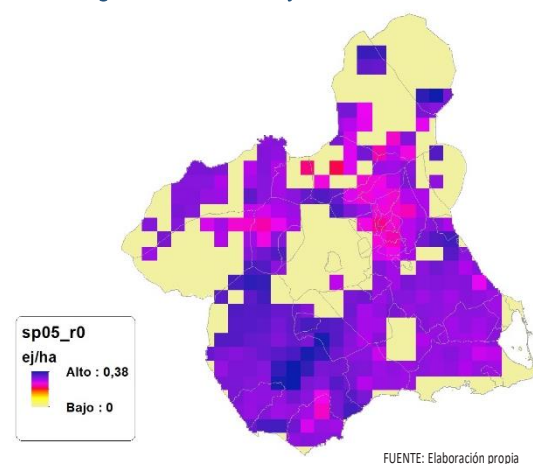 sp05_r0
ej/ha
Alto : 0,38
Bajo : 0
FUENTE: Elaboración propia